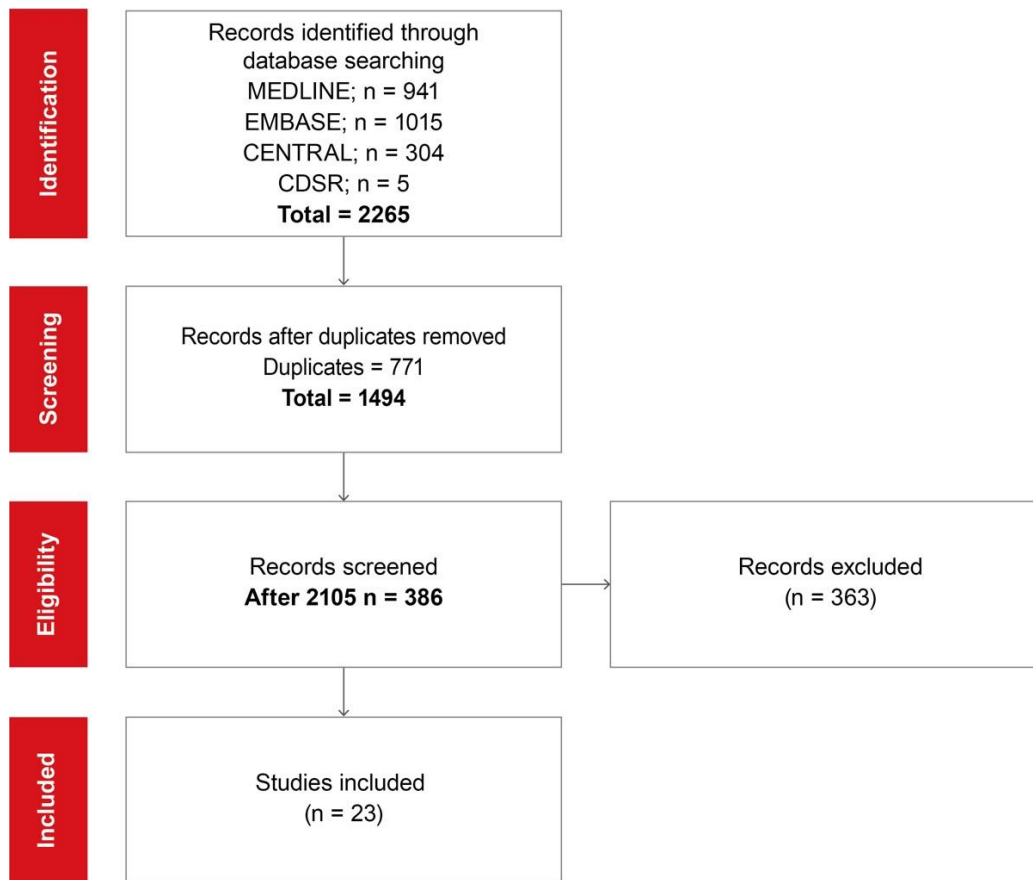 Identification
Records identified through
database searching
MEDLINE; n = 941
EMBASE; n = 1015
CENTRAL; n = 304
CDSR; n = 5
Total = 2265
Screening
Records after duplicates removed
Duplicates = 771
Total = 1494
Eligibility
Records screened
After 2105 n = 386
Records excluded
(n = 363)
Included
Studies included
(n = 23)